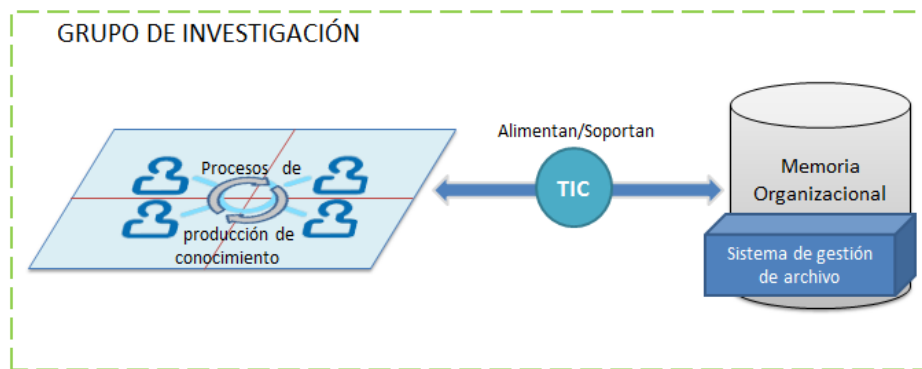 GRUPO DE INVESTIGACIÓN
Procesos de
producción de
conocimiento
Alimentan/Soportan
TIC
Memoria
Organizacional
Sistema de gestión
de archivo